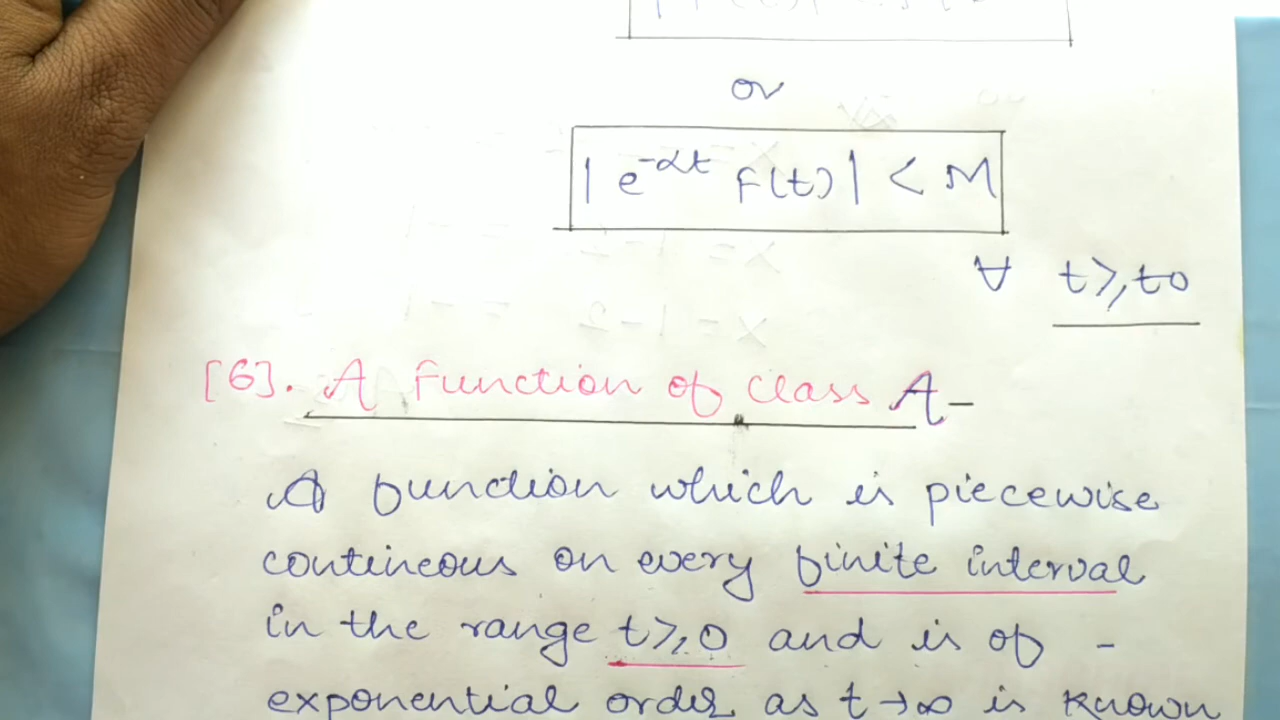 or
| e^-αt F(t) | < M
∀ t ≥ t0
[6]. A Function of class A-
A function which is piecewise
contineous on every finite interval
in the range t ≥ 0 and is of -
exponential order as t → ∞ is known